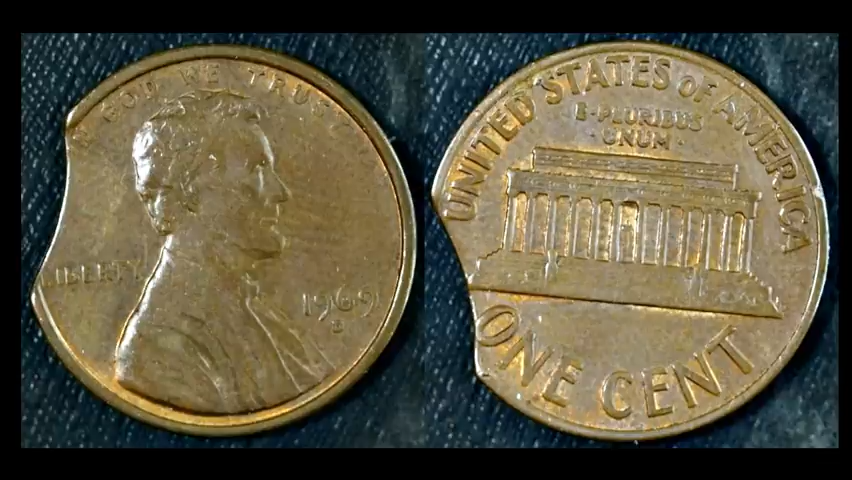 GOD WE TRUST
LIBERTY
1969
D
UNITED STATES OF AMERICA
E·PLURIBUS
UNUM
ONE CENT